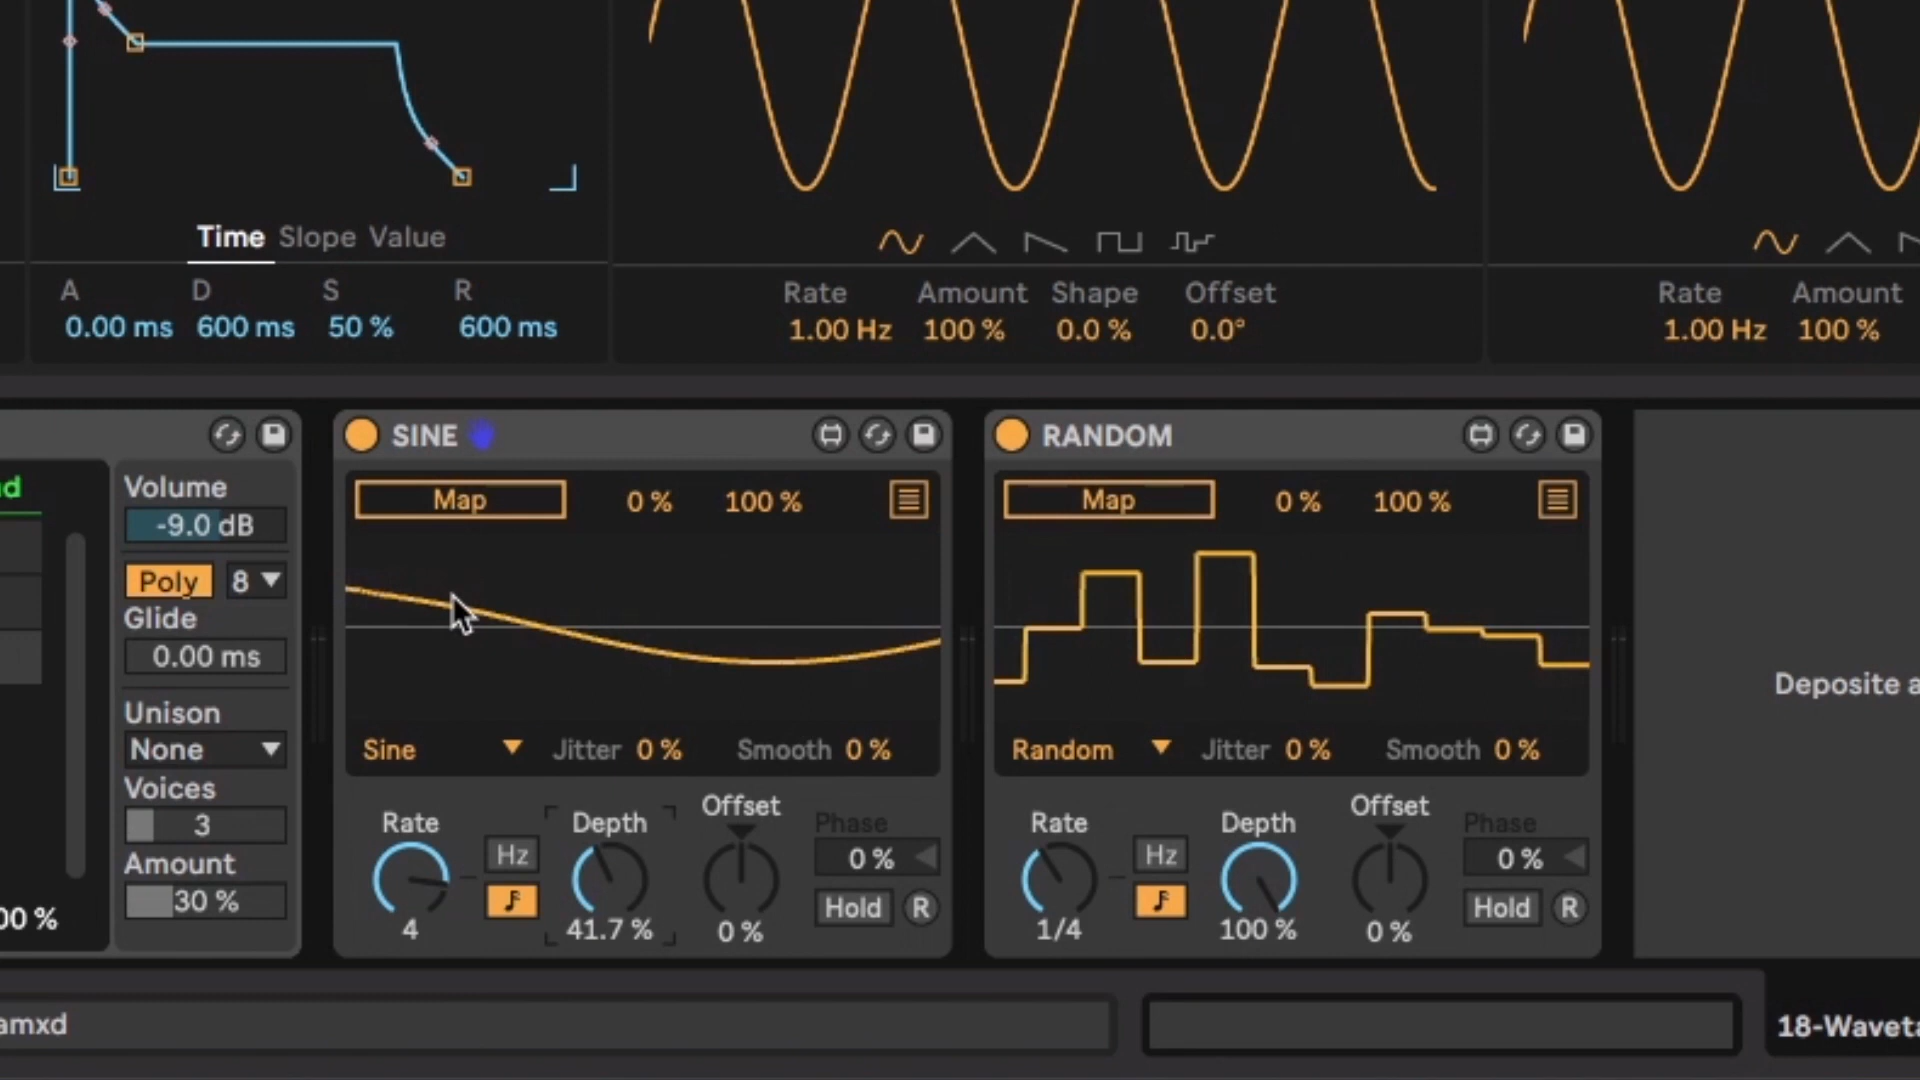 Time Slope Value
A D S R
0.00 ms 600 ms 50 % 600 ms
Rate Amount Shape Offset
1.00 Hz 100 % 0.0 % 0.0°
Rate Amount
1.00 Hz 100 %
d
Volume
-9.0 dB
Poly 8
Glide
0.00 ms
Unison
None
Voices
3
Amount
30 %
00 %
SINE
Map 0 % 100 %
Sine Jitter 0 % Smooth 0 %
Rate Depth Offset Phase
Hz 0 %
Hold R
4 41.7 % 0 %
RANDOM
Map 0 % 100 %
Random Jitter 0 % Smooth 0 %
Rate Depth Offset Phase
Hz 0 %
Hold R
1/4 100 % 0 %
Deposite a
amxd
18-Waveta